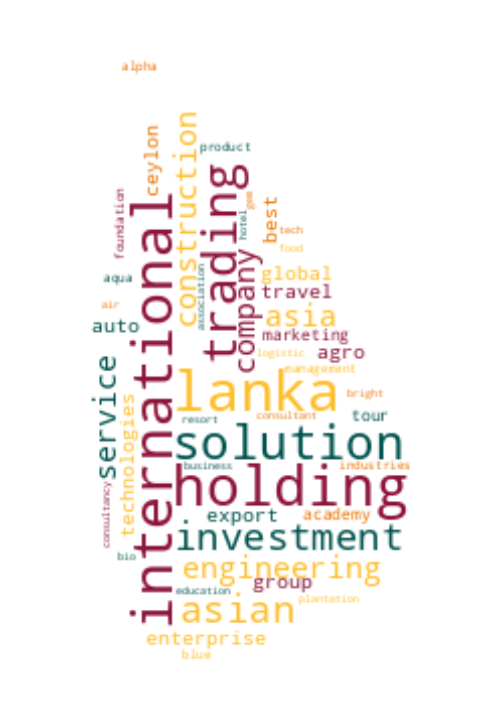 alpha
construction
product
ceylon
trading
foundation
international
gem
best
hotel
tech
company
food
association
global
aqua
travel
air
asia
auto
marketing
logistic
agro
service
management
lanka
bright
technologies
consultant
tour
resort
solution
business
industries
holding
consultancy
export
academy
investment
bio
engineering
group
education
plantation
asian
enterprise
blue